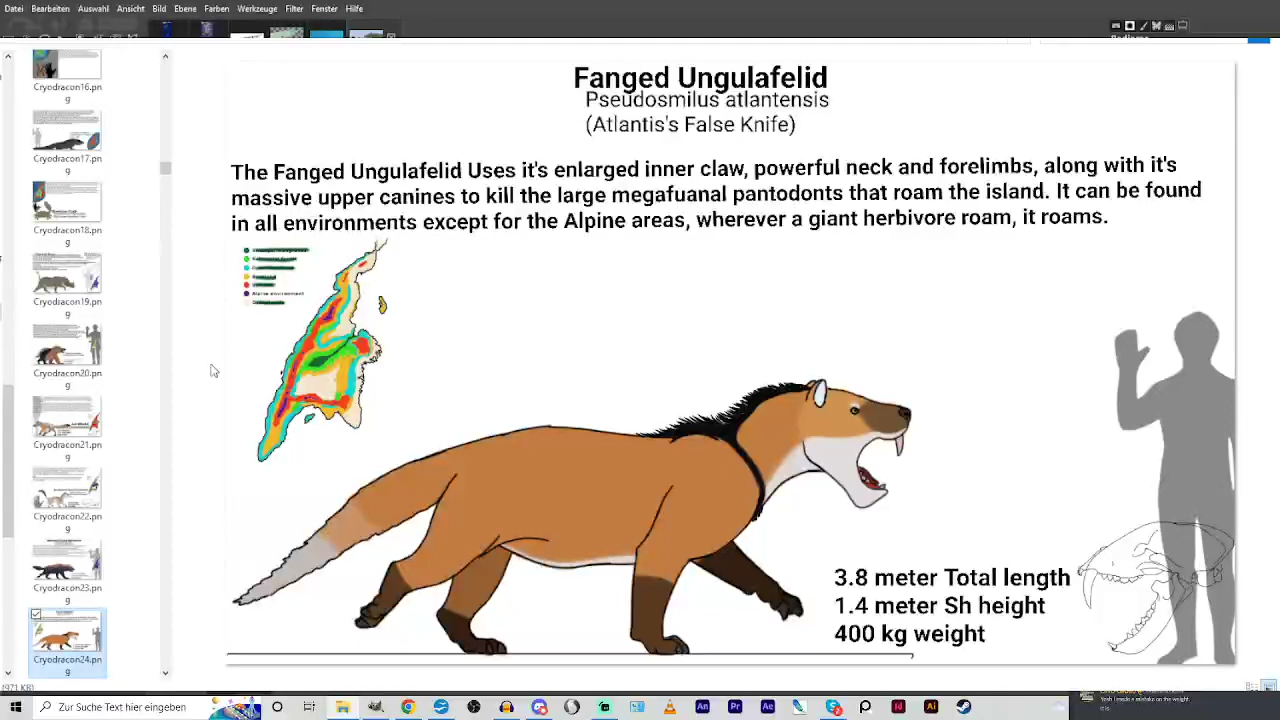 Datei Bearbeiten Auswahl Ansicht Bild Ebene Farben Werkzeuge Filter Fenster Hilfe
Cryodracon16.pn
g
Cryodracon17.pn
g
Cryodracon18.pn
g
Cryodracon19.pn
g
Cryodracon20.pn
g
Cryodracon21.pn
g
Cryodracon22.pn
g
Cryodracon23.pn
g
Cryodracon24.pn
g
Fanged Ungulafelid
Pseudosmilus atlantensis
(Atlantis's False Knife)
The Fanged Ungulafelid Uses it's enlarged inner claw, powerful neck and forelimbs, along with it's
massive upper canines to kill the large megafuanal pantodonts that roam the island. It can be found
in all environments except for the Alpine areas, wherever a giant herbivore roam, it roams.
3.8 meter Total length
1.4 meter Sh height
400 kg weight
Zur Suche Text hier eingeben
An
Pr
Ae
Ai